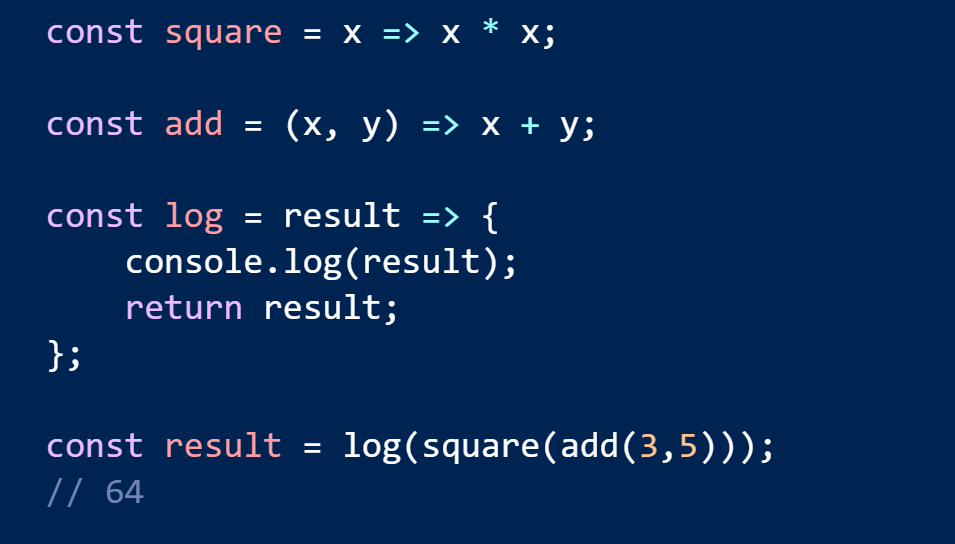 const square = x => x * x;
const add = (x, y) => x + y;
const log = result => {
    console.log(result);
    return result;
};
const result = log(square(add(3,5)));
// 64